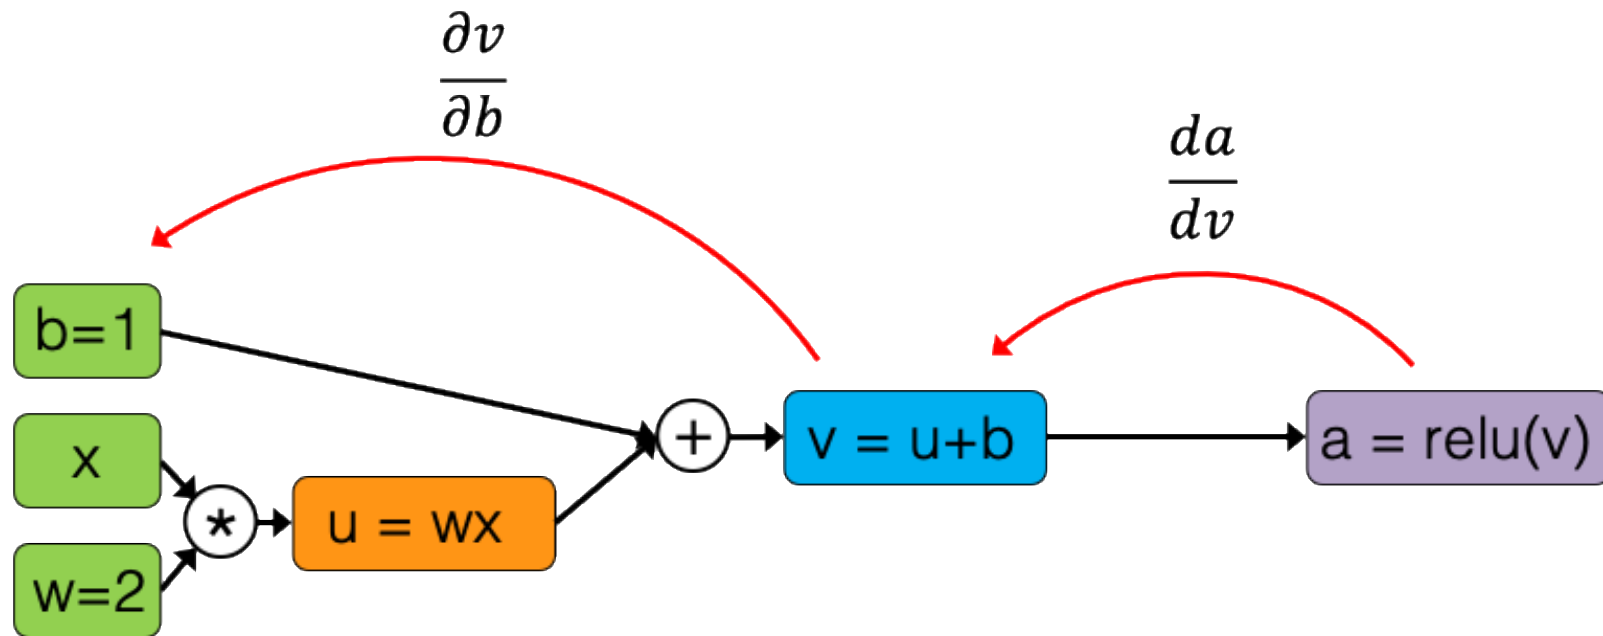 ∂v
∂b
da
dv
b=1
x
w=2
*
u = wx
+
v = u+b
a = relu(v)